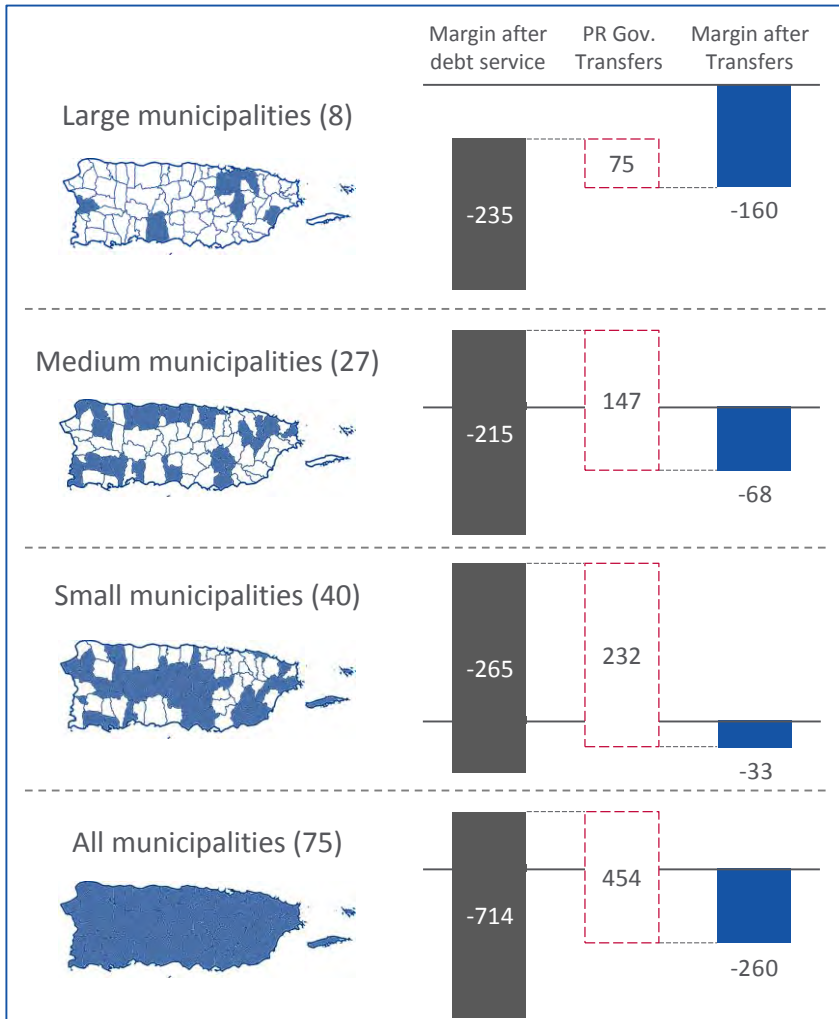 Margin after
debt service
PR Gov.
Transfers
Margin after
Transfers
Large municipalities (8)
-235
75
-160
Medium municipalities (27)
-215
147
-68
Small municipalities (40)
-265
232
-33
All municipalities (75)
-714
454
-260